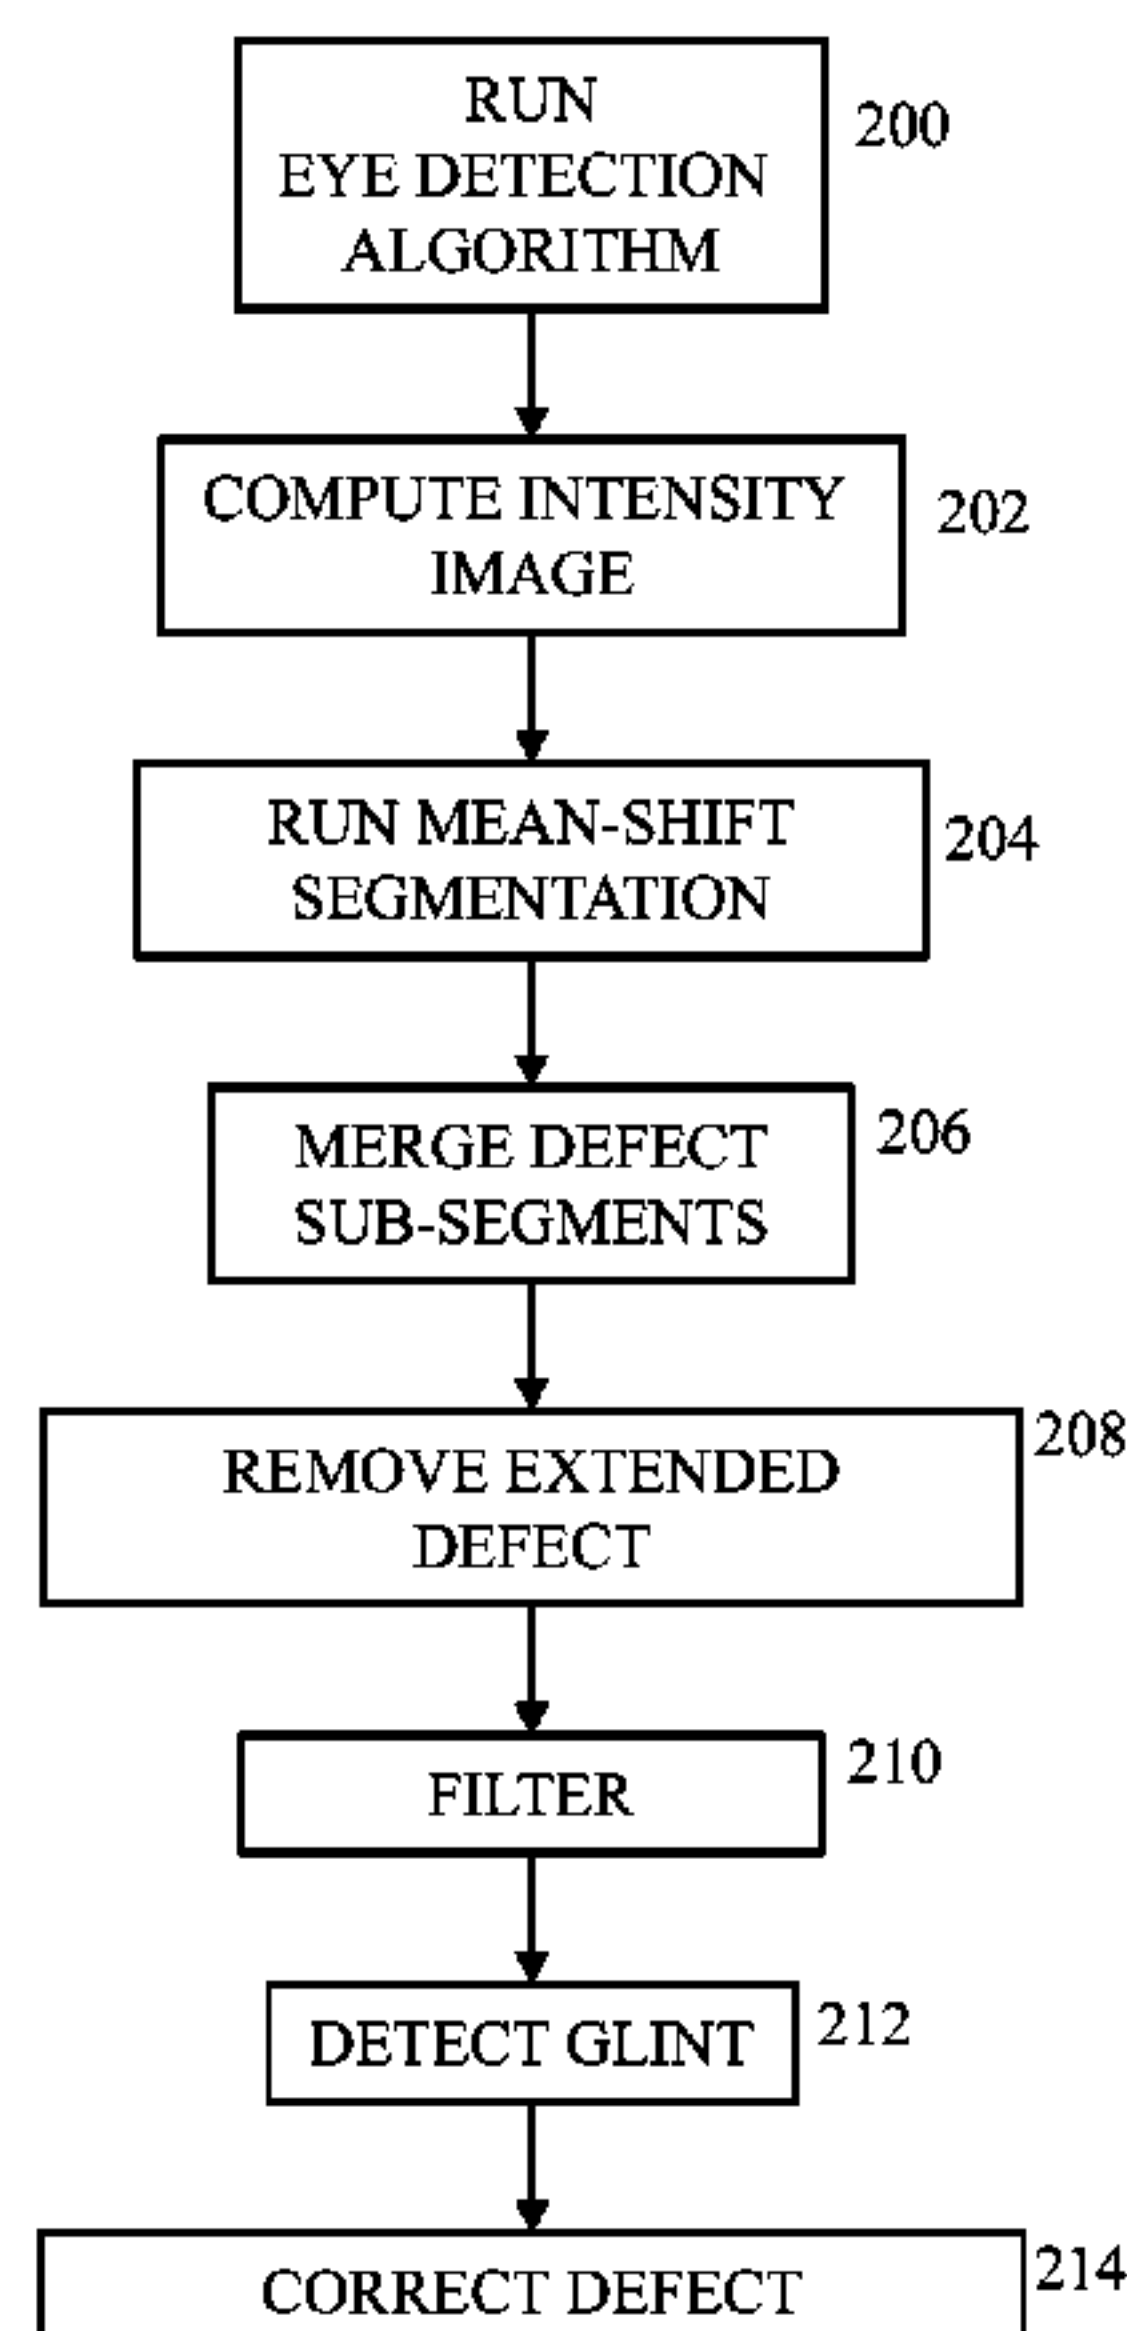 RUN
EYE DETECTION
ALGORITHM
200
COMPUTE INTENSITY
IMAGE
202
RUN MEAN-SHIFT
SEGMENTATION
204
MERGE DEFECT
SUB-SEGMENTS
206
REMOVE EXTENDED
DEFECT
208
FILTER
210
DETECT GLINT
212
CORRECT DEFECT
214